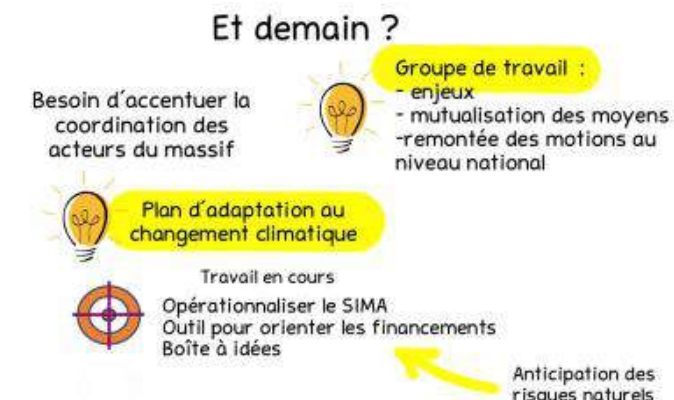 Et demain ?
Groupe de travail :
- enjeux
- mutualisation des moyens
-remontée des motions au
niveau national
Besoin d'accentuer la
coordination des
acteurs du massif
Plan d'adaptation au
changement climatique
Travail en cours
Opérationnaliser le SIMA
Outil pour orienter les financements
Boîte à idées
Anticipation des
risques naturels